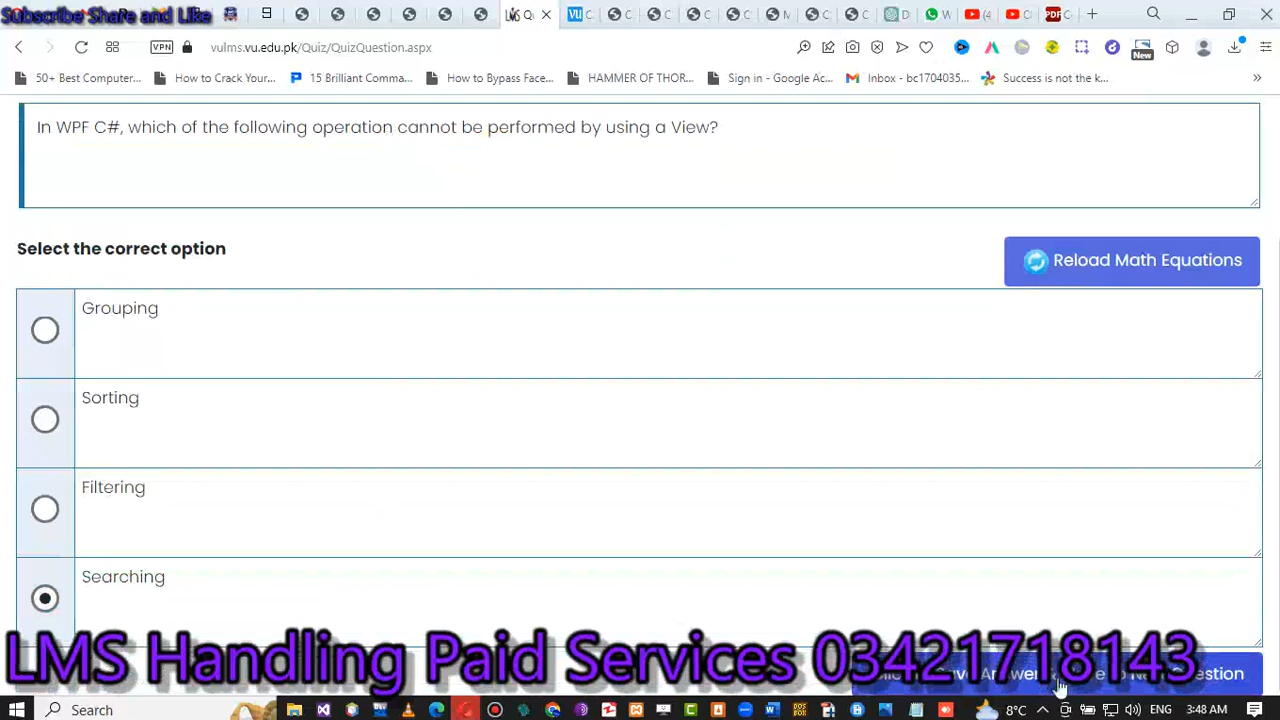 Subscribe Share and Like
VPN
vulms.vu.edu.pk/Quiz/QuizQuestion.aspx
New
50+ Best Computer...
How to Crack Your...
15 Brilliant Comma...
How to Bypass Face...
HAMMER OF THOR...
Sign in - Google Ac...
Inbox - bc1704035...
Success is not the k...
In WPF C#, which of the following operation cannot be performed by using a View?
Select the correct option
Reload Math Equations
Grouping
Sorting
Filtering
Searching
LMS Handling Paid Services 03421718143
Search
8°C
3:48 AM